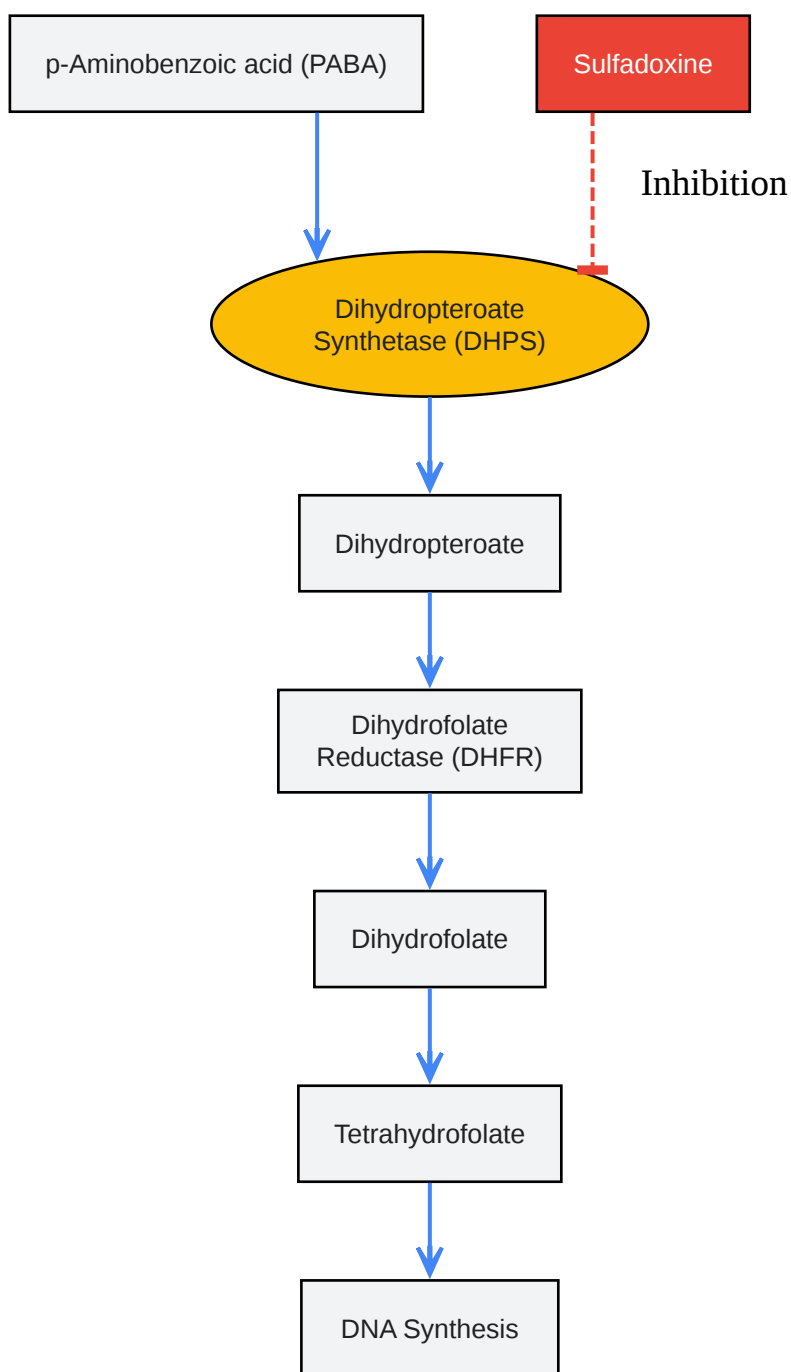 p-Aminobenzoic acid (PABA)
Sulfadoxine
Inhibition
Dihydropteroate
Synthetase (DHPS)
Dihydropteroate
Dihydrofolate
Reductase (DHFR)
Dihydrofolate
Tetrahydrofolate
DNA Synthesis